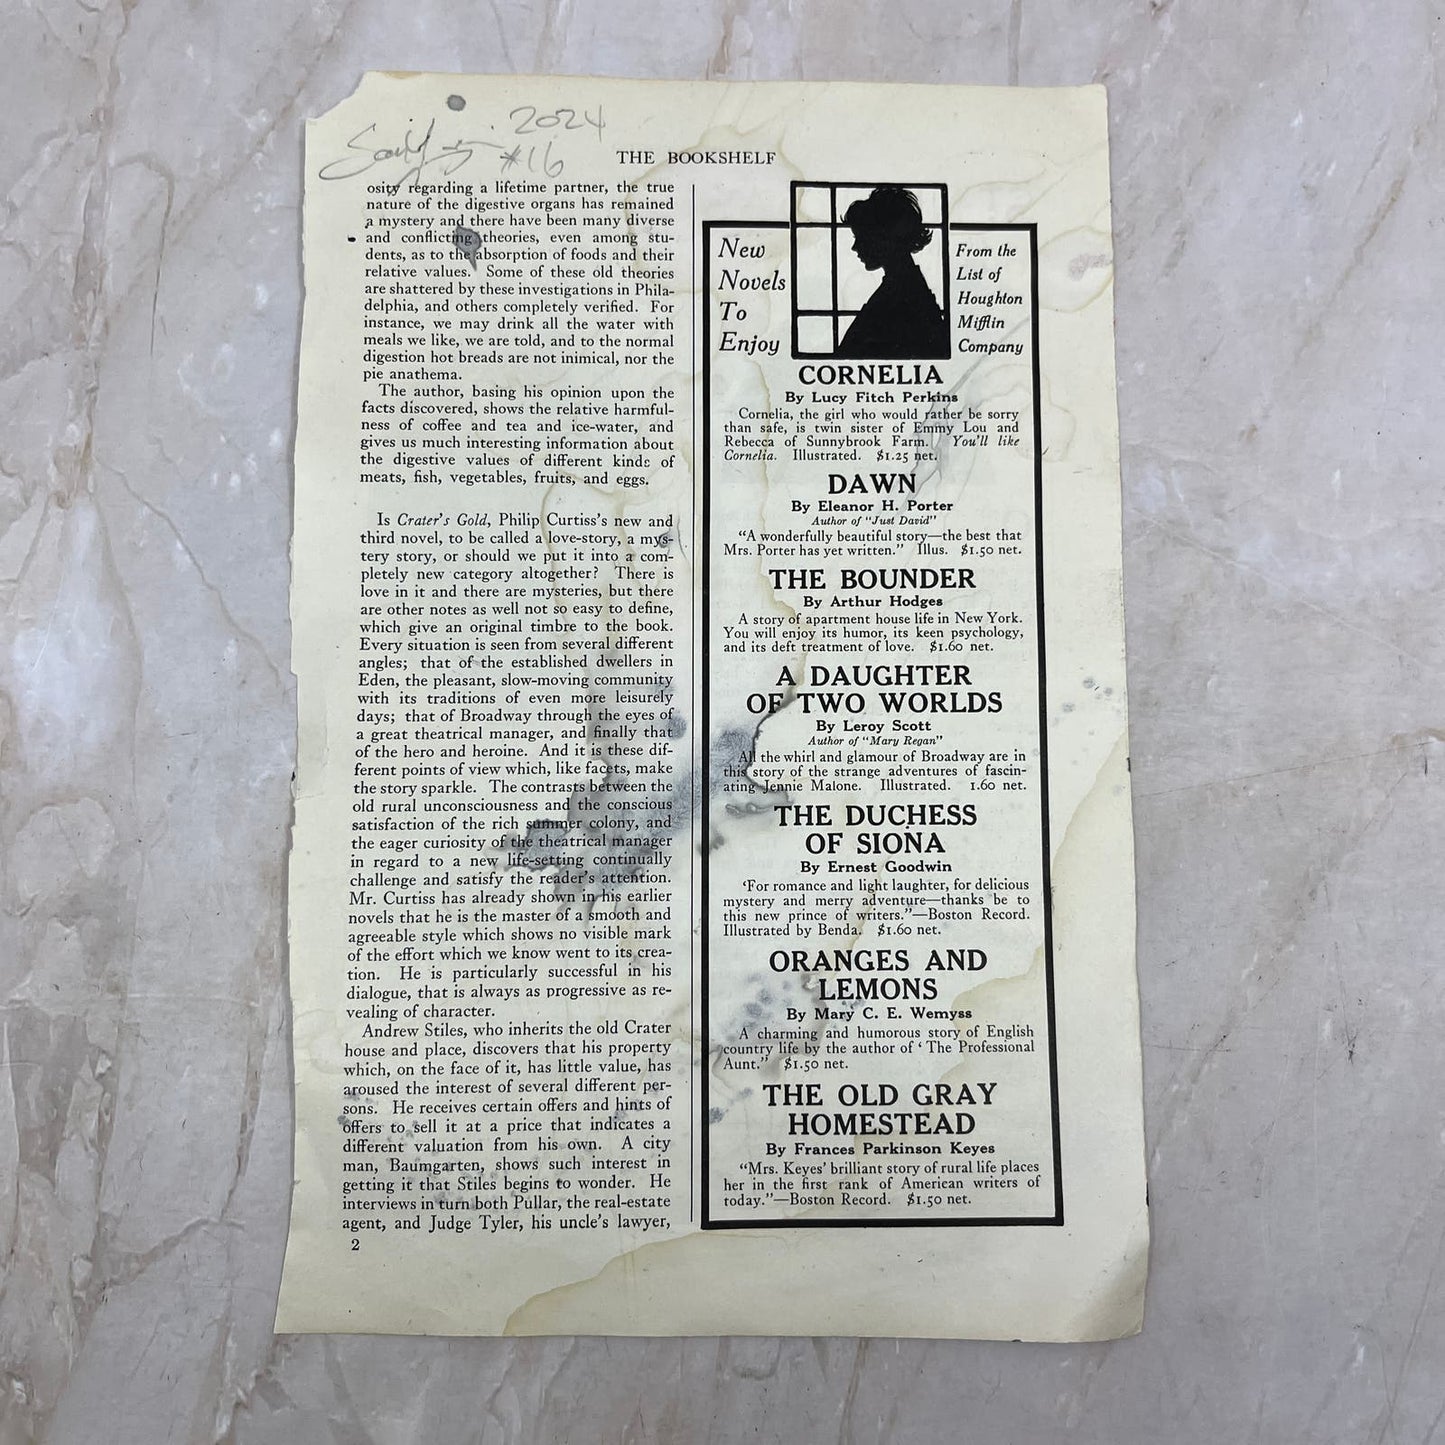 2024
#16
THE BOOKSHELF
osity regarding a lifetime partner, the true
nature of the digestive organs has remained
a mystery and there have been many diverse
and conflicting theories, even among stu-
dents, as to the absorption of foods and their
relative values. Some of these old theories
are shattered by these investigations in Phila-
delphia, and others completely verified. For
instance, we may drink all the water with
meals we like, we are told, and to the normal
digestion hot breads are not inimical, nor the
pie anathema.
The author, basing his opinion upon the
facts discovered, shows the relative harmful-
ness of coffee and tea and ice-water, and
gives us much interesting information about
the digestive values of different kinds of
meats, fish, vegetables, fruits, and eggs.
Is Crater's Gold, Philip Curtiss's new and
third novel, to be called a love-story, a mys-
tery story, or should we put it into a com-
pletely new category altogether? There is
love in it and there are mysteries, but there
are other notes as well not so easy to define,
which give an original timbre to the book.
Every situation is seen from several different
angles; that of the established dwellers in
Eden, the pleasant, slow-moving community
with its traditions of even more leisurely
days; that of Broadway through the eyes of
a great theatrical manager, and finally that
of the hero and heroine. And it is these dif-
ferent points of view which, like facets, make
the story sparkle. The contrasts between the
old rural unconsciousness and the conscious
satisfaction of the rich summer colony, and
the eager curiosity of the theatrical manager
in regard to a new life-setting continually
challenge and satisfy the reader's attention.
Mr. Curtiss has already shown in his earlier
novels that he is the master of a smooth and
agreeable style which shows no visible mark
of the effort which we know went to its crea-
tion. He is particularly successful in his
dialogue, that is always as progressive as re-
vealing of character.
Andrew Stiles, who inherits the old Crater
house and place, discovers that his property
which, on the face of it, has little value, has
aroused the interest of several different per-
sons. He receives certain offers and hints of
offers to sell it at a price that indicates a
different valuation from his own. A city
man, Baumgarten, shows such interest in
getting it that Stiles begins to wonder. He
interviews in turn both Pullar, the real-estate
agent, and Judge Tyler, his uncle's lawyer,
2
New
Novels
To
Enjoy
From the
List of
Houghton
Mifflin
Company
CORNELIA
By Lucy Fitch Perkins
Cornelia, the girl who would rather be sorry
than safe, is twin sister of Emmy Lou and
Rebecca of Sunnybrook Farm. You'll like
Cornelia. Illustrated. $1.25 net.
DAWN
By Eleanor H. Porter
Author of "Just David"
"A wonderfully beautiful story—the best that
Mrs. Porter has yet written." Illus. $1.50 net.
THE BOUNDER
By Arthur Hodges
A story of apartment house life in New York.
You will enjoy its humor, its keen psychology,
and its deft treatment of love. $1.60 net.
A DAUGHTER
OF TWO WORLDS
By Leroy Scott
Author of "Mary Regan"
All the whirl and glamour of Broadway are in
this story of the strange adventures of fascin-
ating Jennie Malone. Illustrated. 1.60 net.
THE DUCHESS
OF SIONA
By Ernest Goodwin
'For romance and light laughter, for delicious
mystery and merry adventure—thanks be to
this new prince of writers."—Boston Record.
Illustrated by Benda. $1.60 net.
ORANGES AND
LEMONS
By Mary C. E. Wemyss
A charming and humorous story of English
country life by the author of ' The Professional
Aunt." $1.50 net.
THE OLD GRAY
HOMESTEAD
By Frances Parkinson Keyes
"Mrs. Keyes' brilliant story of rural life places
her in the first rank of American writers of
today."—Boston Record. $1.50 net.